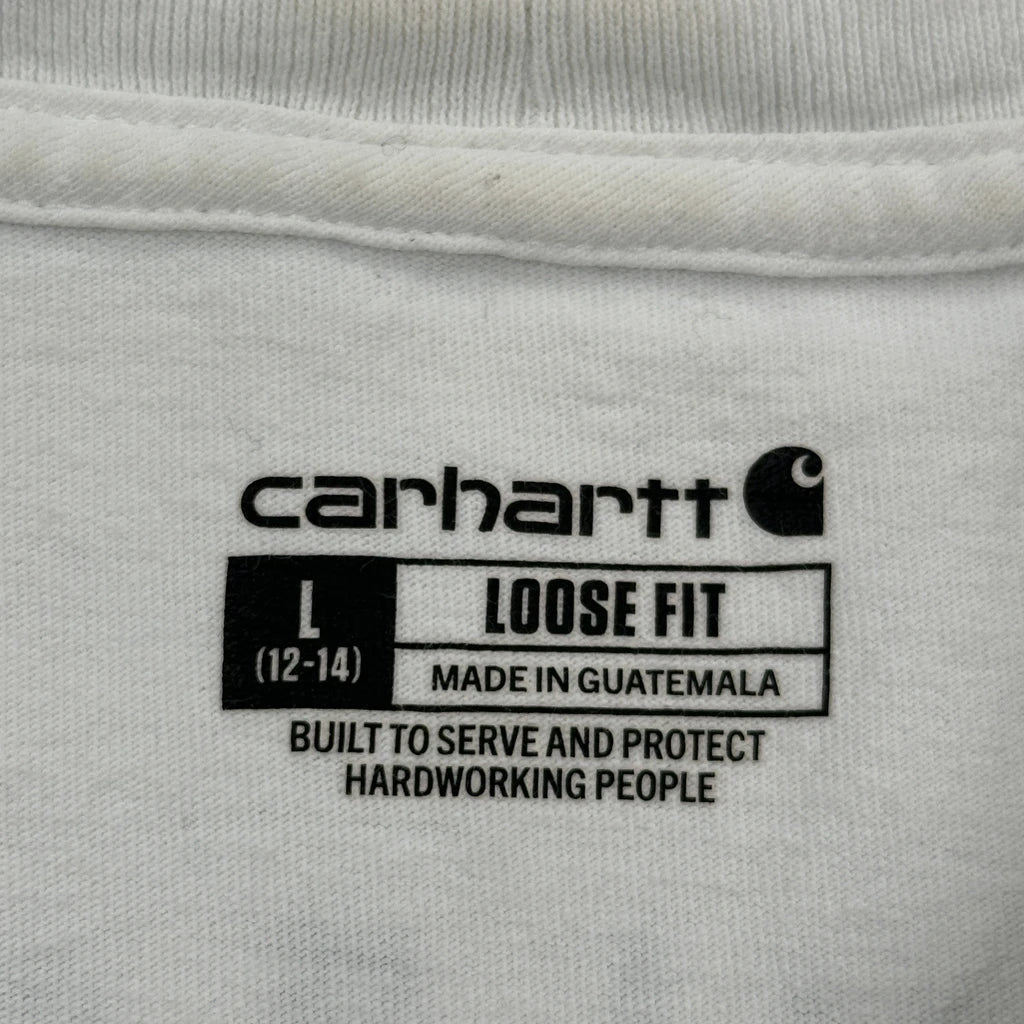 carhartt
L
(12-14)
LOOSE FIT
MADE IN GUATEMALA
BUILT TO SERVE AND PROTECT
HARDWORKING PEOPLE